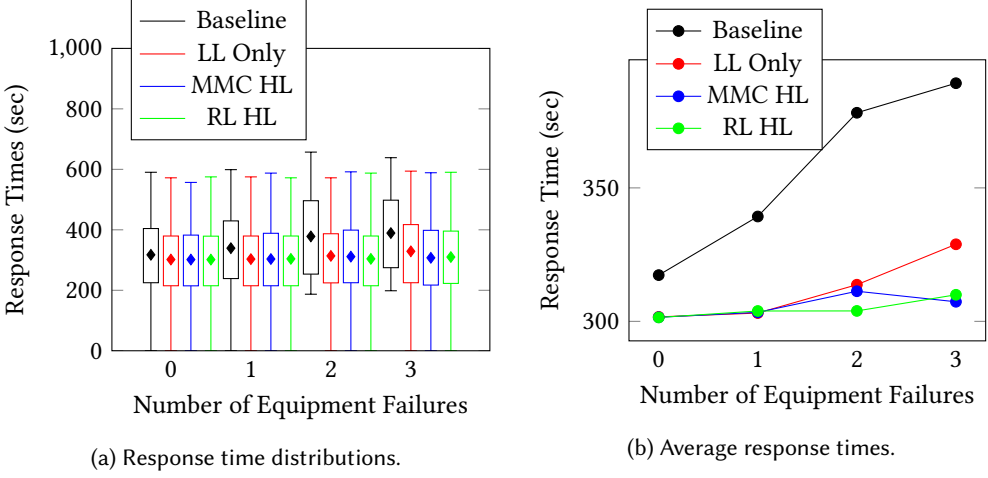 Baseline
LL Only
MMC HL
RL HL
1,000
800
600
400
200
0
Response Times (sec)
0 1 2 3
Number of Equipment Failures
(a) Response time distributions.
Baseline
LL Only
MMC HL
RL HL
350
300
Response Time (sec)
0 1 2 3
Number of Equipment Failures
(b) Average response times.